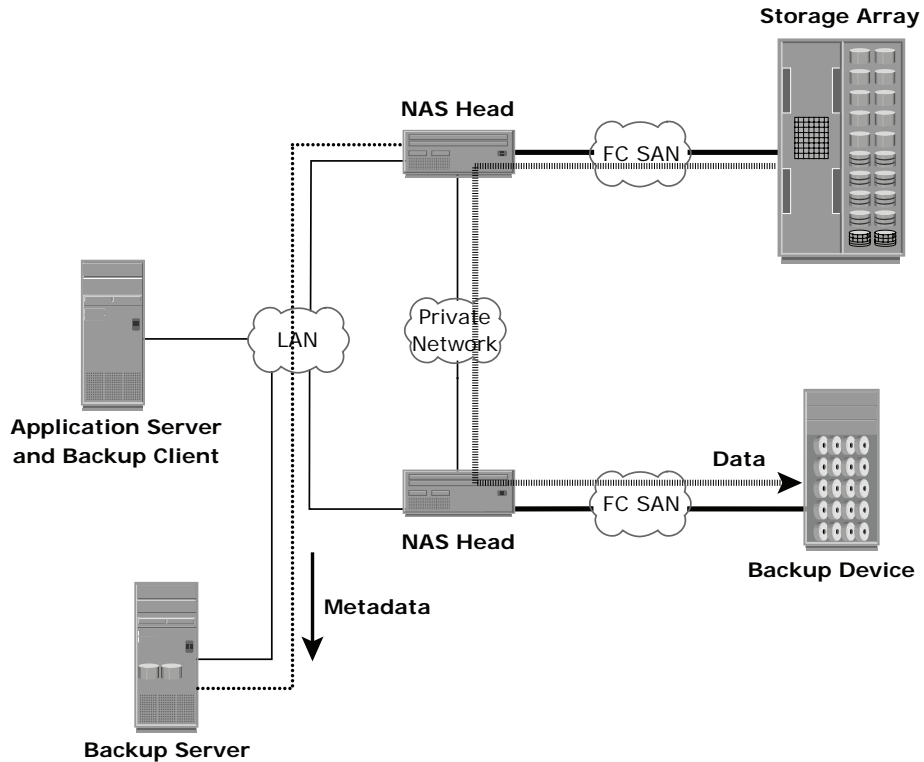 Storage Array
NAS Head
FC SAN
Private
Network
LAN
Application Server
and Backup Client
Data
FC SAN
NAS Head
Backup Device
Metadata
Backup Server